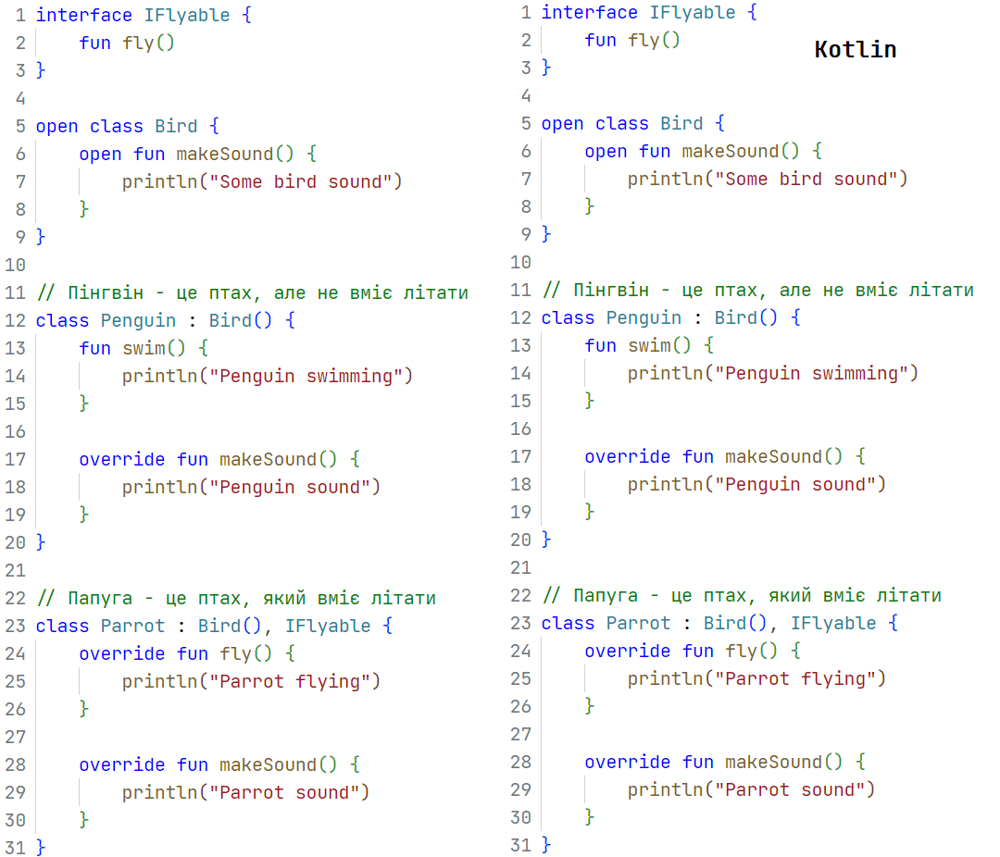 1 interface IFlyable {
2     fun fly()
3 }
4
5 open class Bird {
6     open fun makeSound() {
7         println("Some bird sound")
8     }
9 }
10
11 // Пінгвін - це птах, але не вміє літати
12 class Penguin : Bird() {
13     fun swim() {
14         println("Penguin swimming")
15     }
16
17     override fun makeSound() {
18         println("Penguin sound")
19     }
20 }
21
22 // Папуга - це птах, який вміє літати
23 class Parrot : Bird(), IFlyable {
24     override fun fly() {
25         println("Parrot flying")
26     }
27
28     override fun makeSound() {
29         println("Parrot sound")
30     }
31 }
1 interface IFlyable {
2     fun fly()
Kotlin
3 }
4
5 open class Bird {
6     open fun makeSound() {
7         println("Some bird sound")
8     }
9 }
10
11 // Пінгвін - це птах, але не вміє літати
12 class Penguin : Bird() {
13     fun swim() {
14         println("Penguin swimming")
15     }
16
17     override fun makeSound() {
18         println("Penguin sound")
19     }
20 }
21
22 // Папуга - це птах, який вміє літати
23 class Parrot : Bird(), IFlyable {
24     override fun fly() {
25         println("Parrot flying")
26     }
27
28     override fun makeSound() {
29         println("Parrot sound")
30     }
31 }